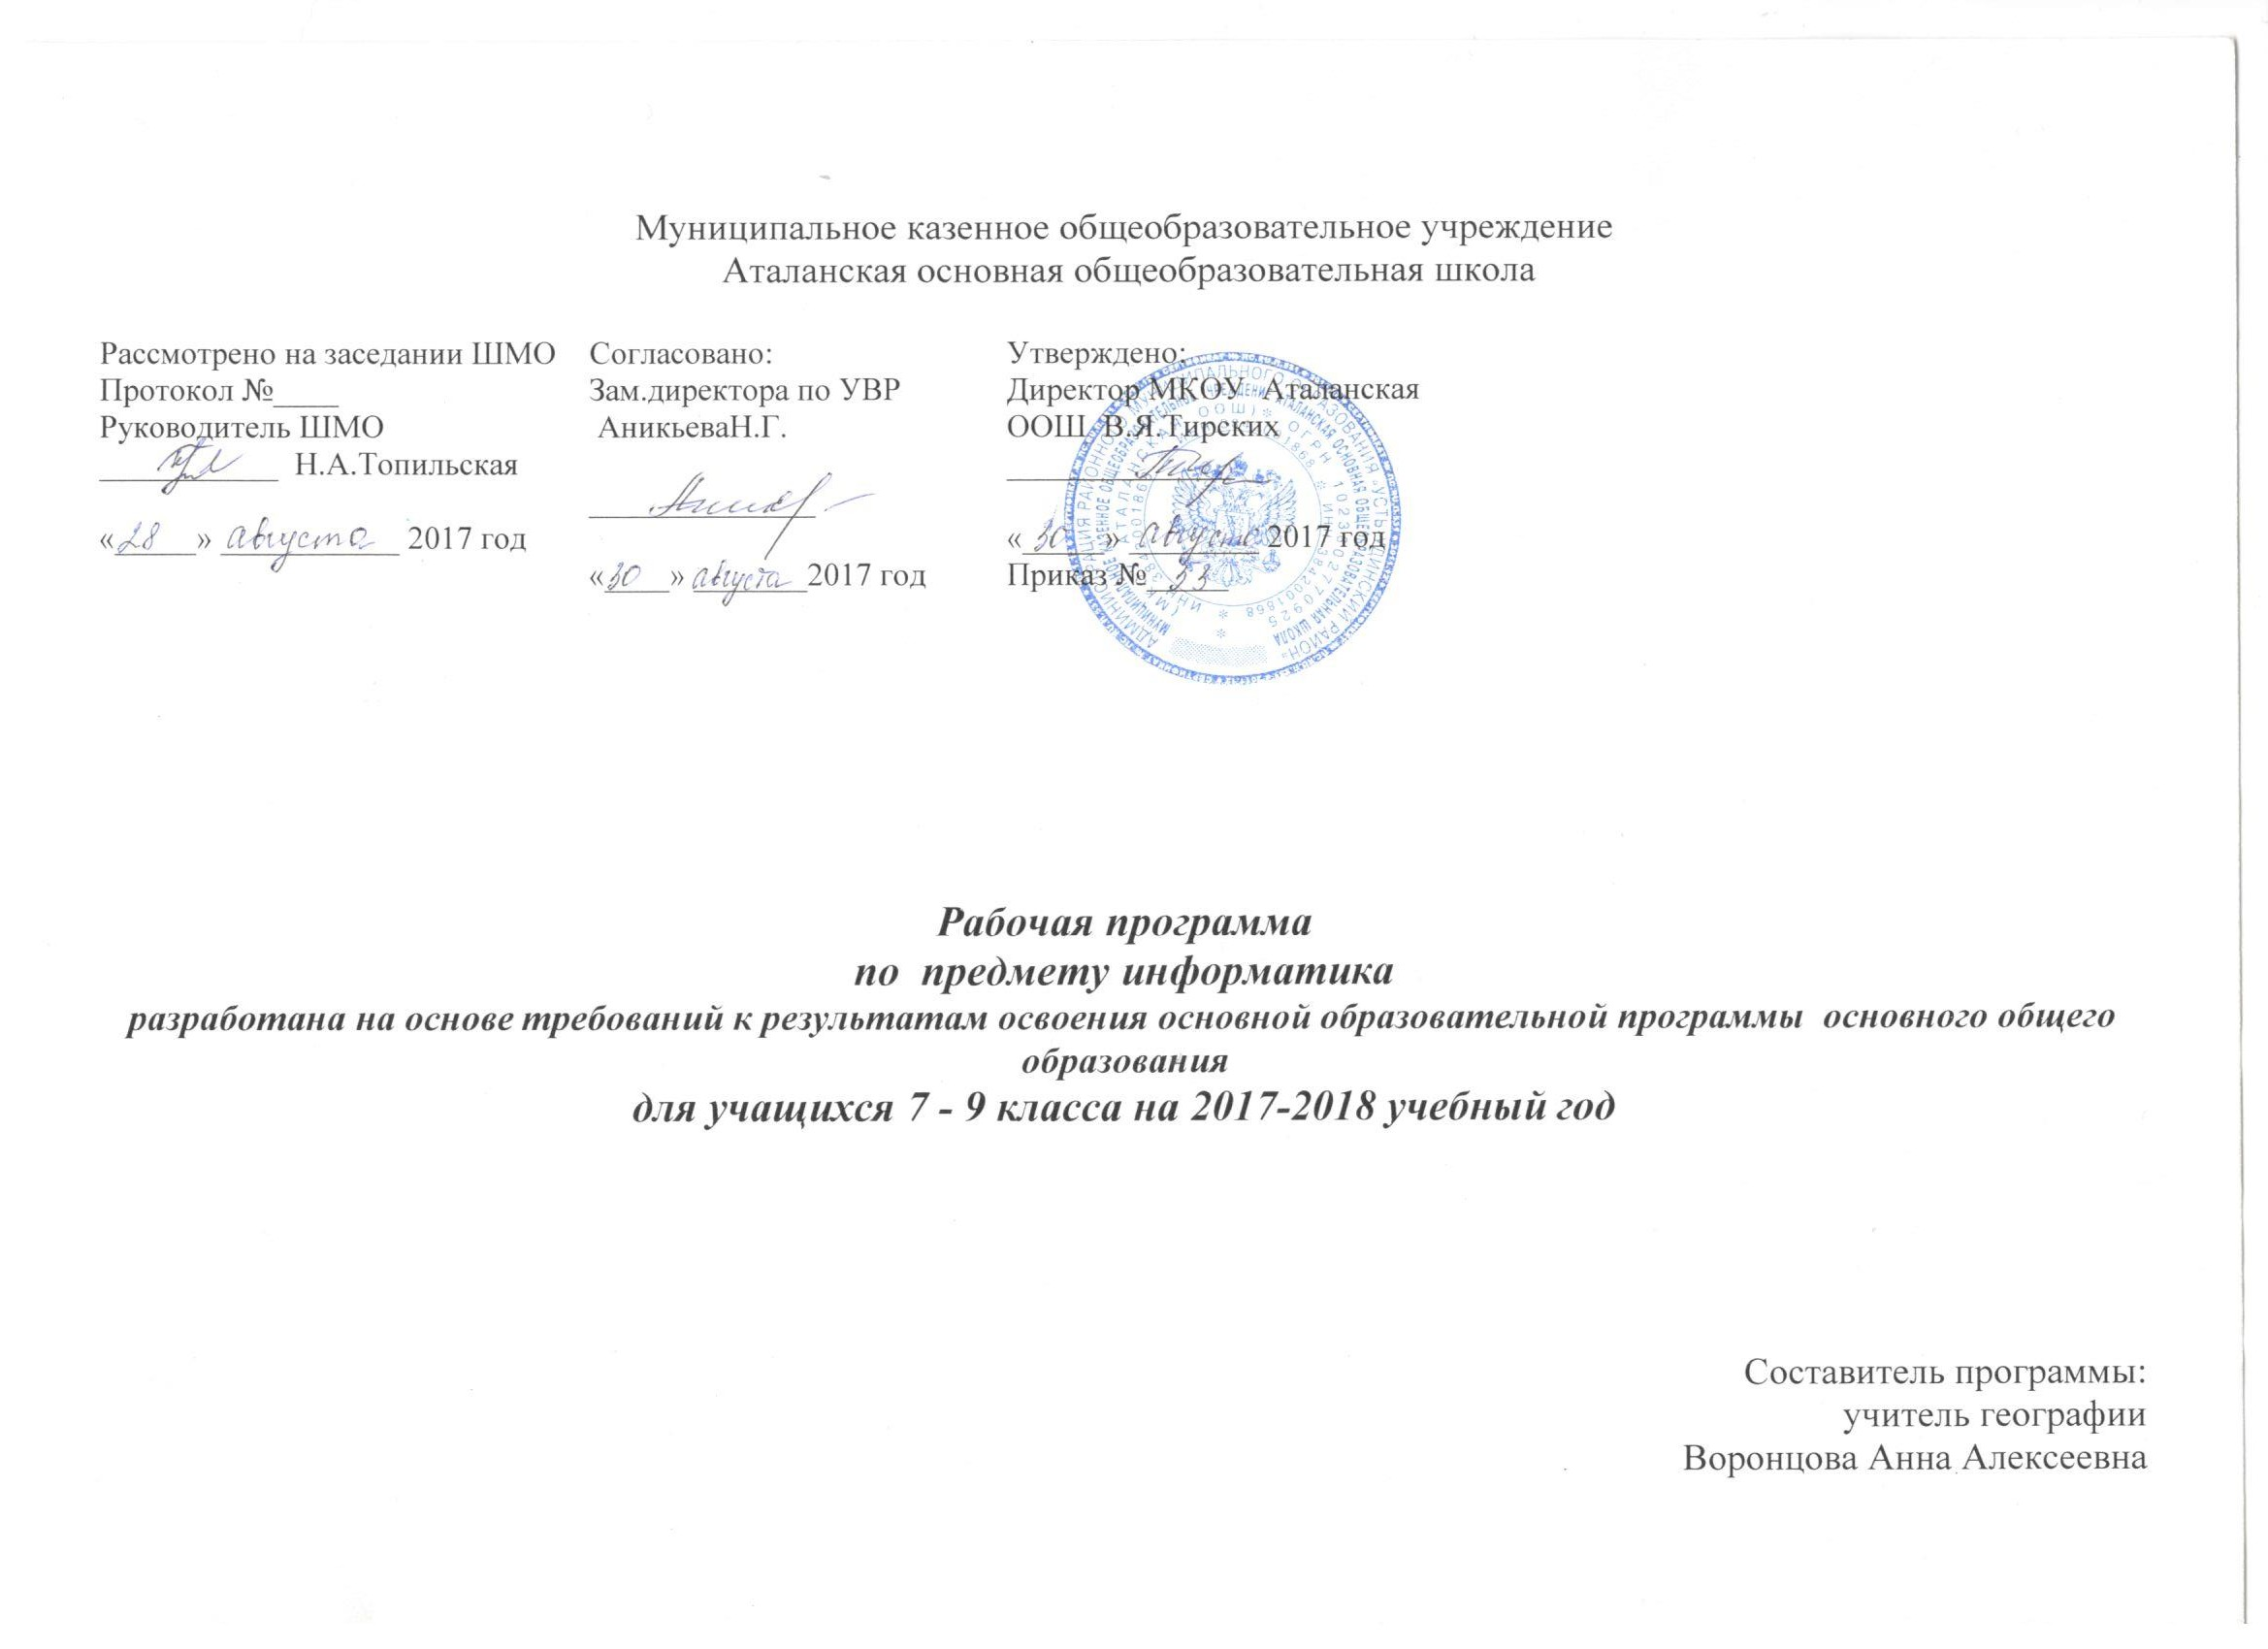 Муниципальное казенное общеобразовательное учреждение
Аталанская основная общеобразовательная школа
Рассмотрено на заседании ШМО
Протокол №____
Руководитель ШМО
___________ Н.А.Топильская
«28» августа 2017 год
Согласовано:
Зам.директора по УВР
АникьеваН.Г.
«30» августа 2017 год
Утверждено:
Директор МКОУ Аталанская
ООШ В.Я.Тирских
«30» августа 2017 год
Приказ № 53
Рабочая программа
по предмету информатика
разработана на основе требований к результатам освоения основной образовательной программы основного общего
образования
для учащихся 7 - 9 класса на 2017-2018 учебный год
Составитель программы:
учитель географии
Воронцова Анна Алексеевна